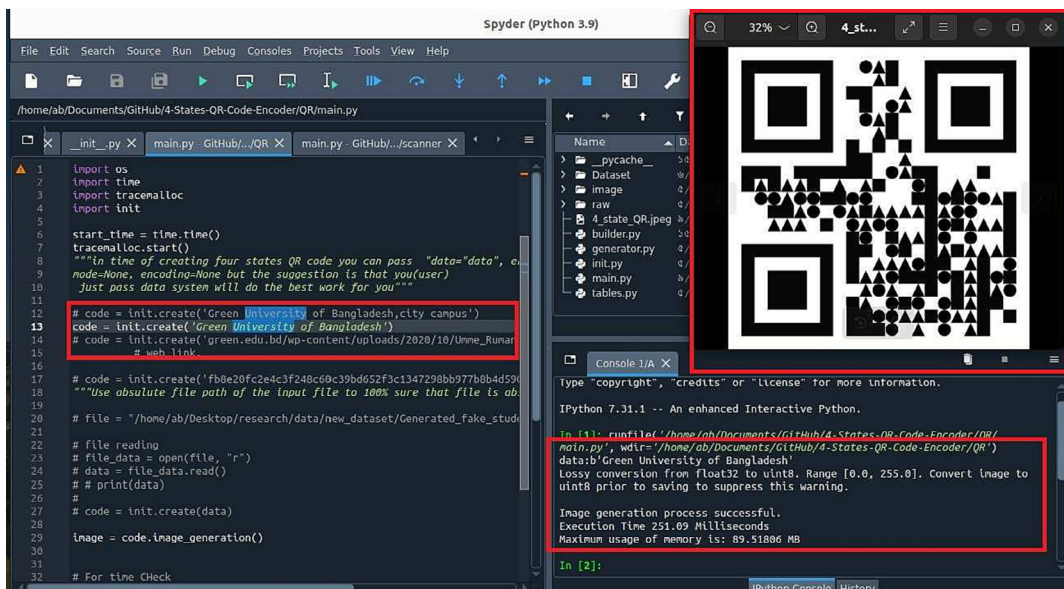 Spyder (Python 3.9)
File Edit Search Source Run Debug Consoles Projects Tools View Help
/home/ab/Documents/GitHub/4-States-QR-Code-Encoder/QR/main.py
__init__.py main.py - GitHub/.../QR main.py - GitHub/.../scanner
1 import os
2 import time
3 import tracemalloc
4 import init
5
6 start_time = time.time()
7 tracemalloc.start()
8 """in time of creating four states QR code you can pass "data="data",
9 mode=None, encoding=None but the suggestion is that you(user)
10 just pass data system will do the best work for you"""
11
12 # code = init.create('Green University of Bangladesh,city campus')
13 code = init.create('Green University of Bangladesh')
14 # code = init.create('green.edu.bd/wp-content/uploads/2020/10/Umme_Ruman
15 # web link.
16
17 # code = init.create('fb8e20fc2e4c3f248c60c39bd652f3c1347298bb977b8b4d59
18 """Use absulute file path of the input file to 100% sure that file is ab
19
20 # file = "/home/ab/Desktop/research/data/new_dataset/Generated_fake_stude
21
22 # file reading
23 # file_data = open(file, "r")
24 # data = file_data.read()
25 # # print(data)
26 #
27 # code = init.create(data)
28
29 image = code.image_generation()
30
31
32 # For time CHeck
Name
__pycache__
Dataset
image
raw
4_state_QR.jpeg
builder.py
generator.py
init.py
main.py
tables.py
32% 4_st...
Console 1/A
Type "copyright", "credits" or "license" for more information.
IPython 7.31.1 -- An enhanced Interactive Python.
In [1]: runfile('/home/ab/Documents/GitHub/4-States-QR-Code-Encoder/QR/
main.py', wdir='/home/ab/Documents/GitHub/4-States-QR-Code-Encoder/QR')
data:b'Green University of Bangladesh'
Lossy conversion from float32 to uint8. Range [0.0, 255.0]. Convert image to
uint8 prior to saving to suppress this warning.
Image generation process successful.
Execution Time 251.09 Milliseconds
Maximum usage of memory is: 89.51806 MB
In [2]:
IPython Console History